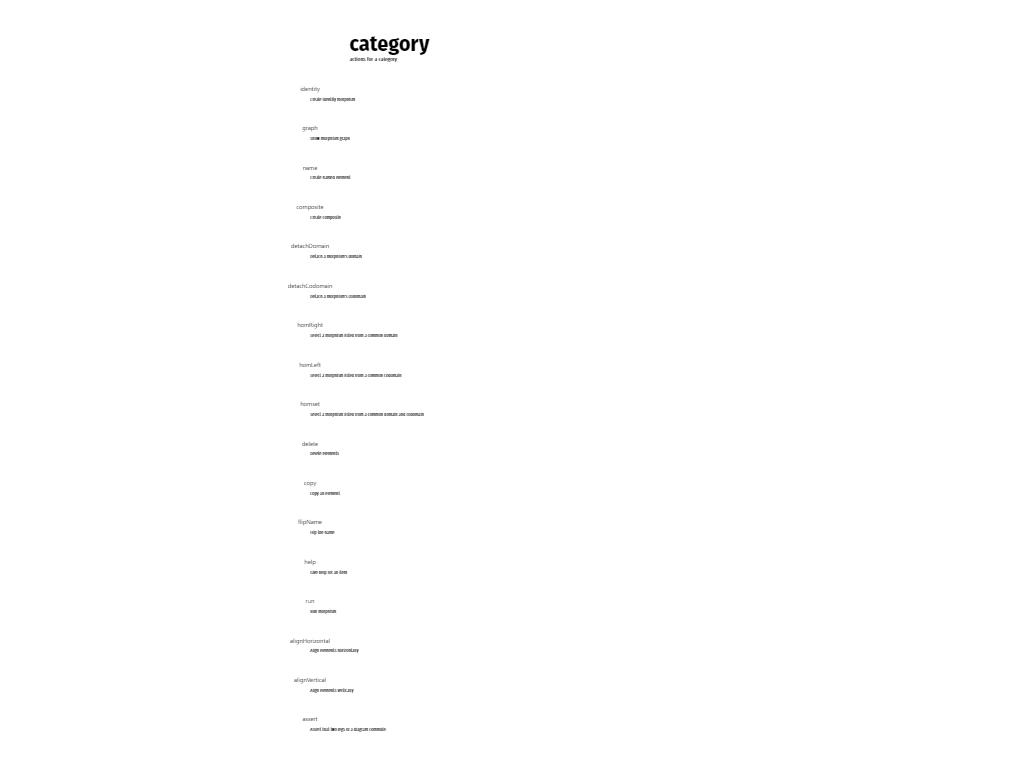 category
actions for a category
identity
Create identity morphism
graph
Show morphism graph
name
Create named element
composite
Create composite
detachDomain
Detach a morphism's domain
detachCodomain
Detach a morphism's codomain
homRight
Select a morphism listed from a common domain
homLeft
Select a morphism listed from a common codomain
homset
Select a morphism listed from a common domain and codomain
delete
Delete elements
copy
Copy an element
flipName
Flip the name
help
Give help for an item
run
Run morphism
alignHorizontal
Align elements horizontally
alignVertical
Align elements vertically
assert
Assert that two legs of a diagram commute